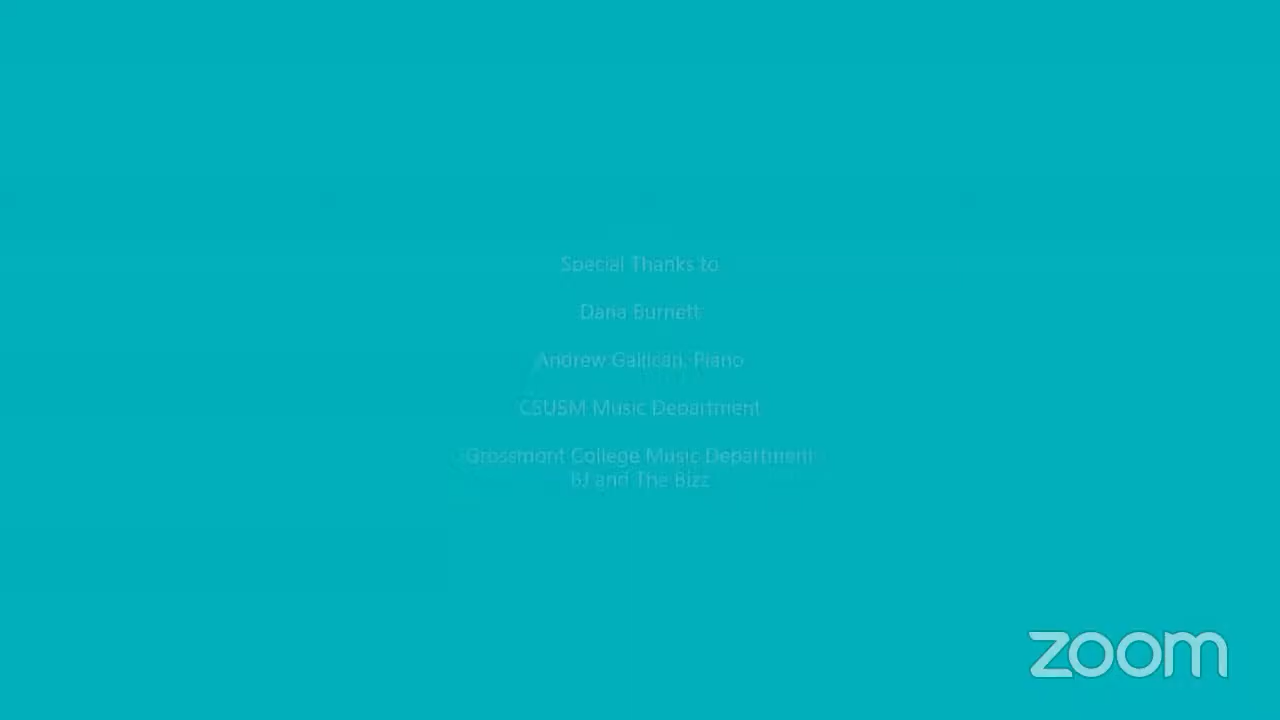 Special Thanks to
Dana Burnett
Andrew Gallican, Piano
CSUSM Music Department
Grossmont College Music Department
BJ and The Bizz
zoom